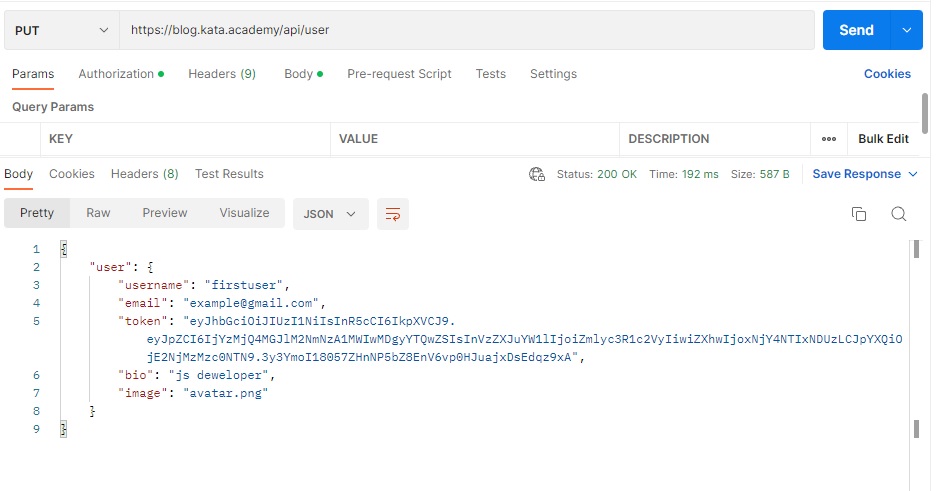 PUT https://blog.kata.academy/api/user Send
Params Authorization Headers (9) Body Pre-request Script Tests Settings Cookies
Query Params
KEY VALUE DESCRIPTION Bulk Edit
Body Cookies Headers (8) Test Results Status: 200 OK Time: 192 ms Size: 587 B Save Response
Pretty Raw Preview Visualize JSON
1 {
2 "user": {
3 "username": "firstuser",
4 "email": "example@gmail.com",
5 "token": "eyJhbGciOiJIUzI1NiIsInR5cCI6IkpXVCJ9.
eyJpZCI6IjYzMjQ4MGJlM2NmNzA1MWIwMDgyYTQwZSIsInVzZXJuYW1lIjoiZmlyc3R1c2VyIiwiZXhwIjoxNjY4NTIxNDUzLCJpYXQiO
jE2NjMzMzc0NTN9.3y3YmoI18057ZHnNP5bZ8EnV6vp0HJuajxDsEdqz9xA",
6 "bio": "js deweloper",
7 "image": "avatar.png"
8 }
9 }